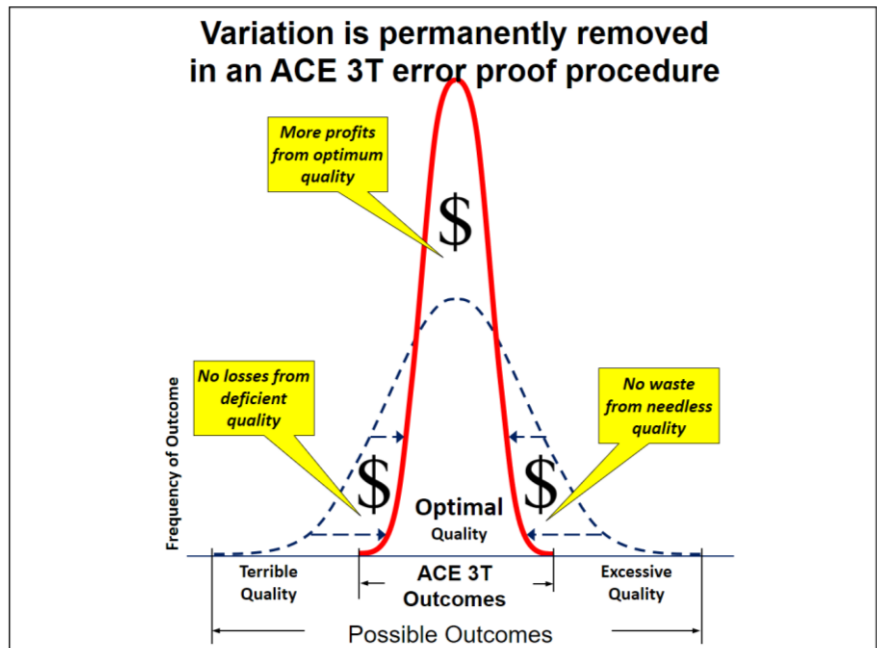 Variation is permanently removed
in an ACE 3T error proof procedure
More profits
from optimum
quality
$
No losses from
deficient
quality
No waste
from needless
quality
Frequency of Outcome
$
$
Optimal
Quality
Terrible
Quality
ACE 3T
Outcomes
Excessive
Quality
Possible Outcomes